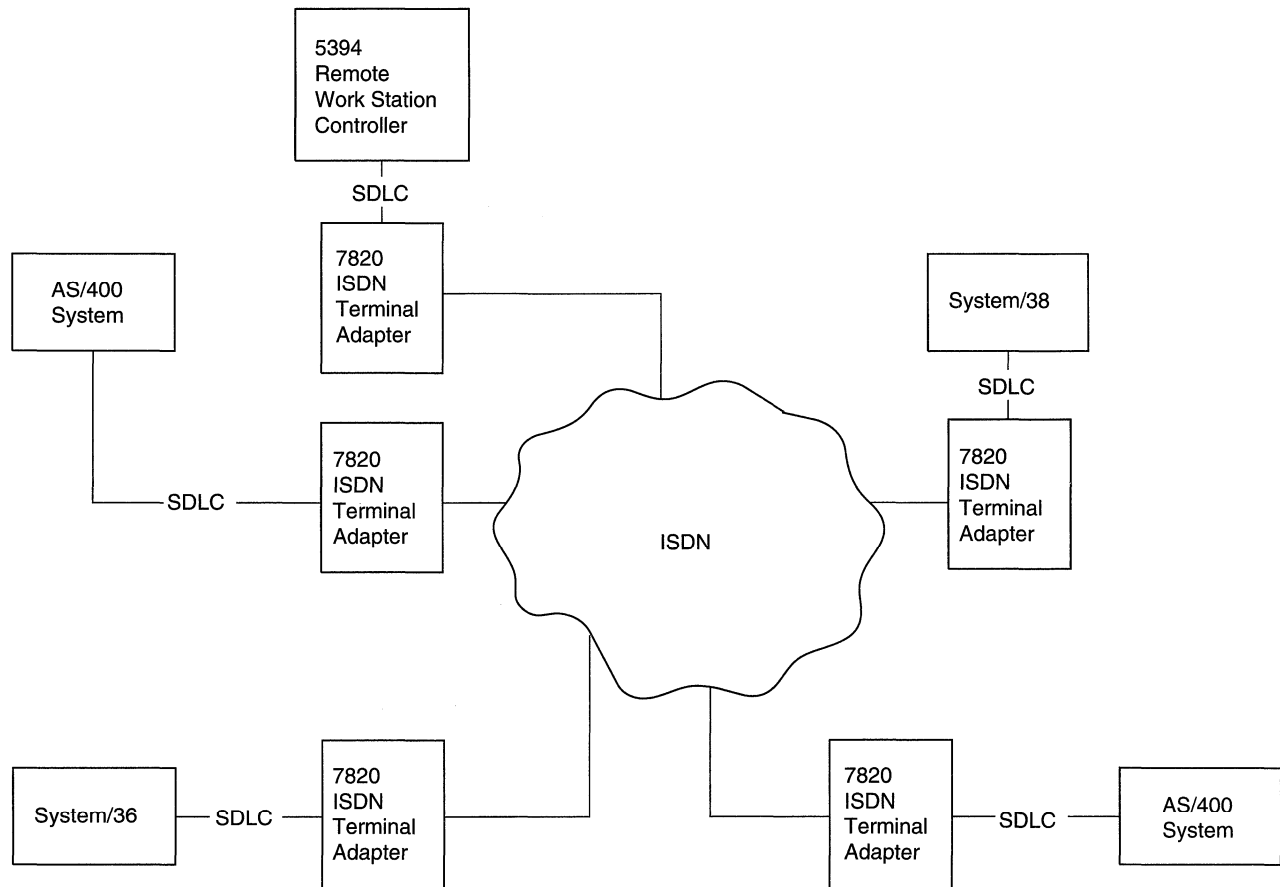 5394
Remote
Work Station
Controller
SDLC
7820
ISDN
Terminal
Adapter
AS/400
System
System/38
SDLC
7820
ISDN
Terminal
Adapter
SDLC
7820
ISDN
Terminal
Adapter
ISDN
System/36
SDLC
7820
ISDN
Terminal
Adapter
7820
ISDN
Terminal
Adapter
SDLC
AS/400
System